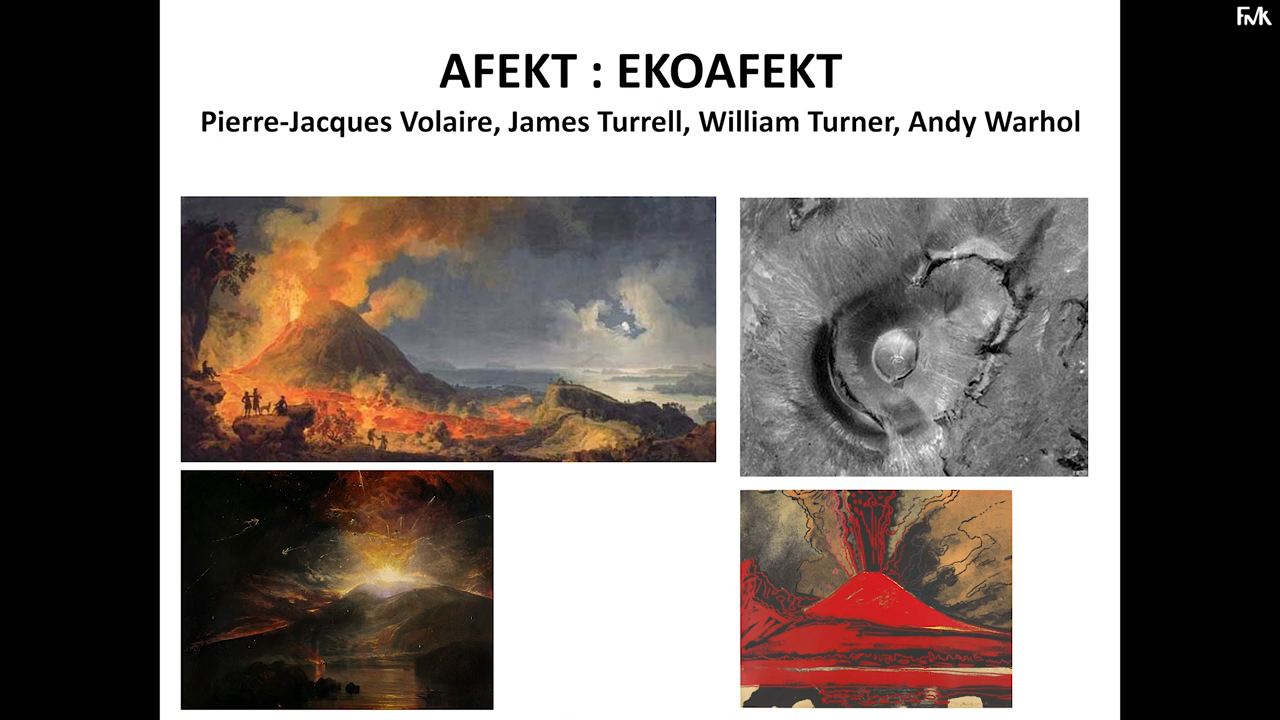 FMK
AFEKT : EKOAFEKT
Pierre-Jacques Volaire, James Turrell, William Turner, Andy Warhol